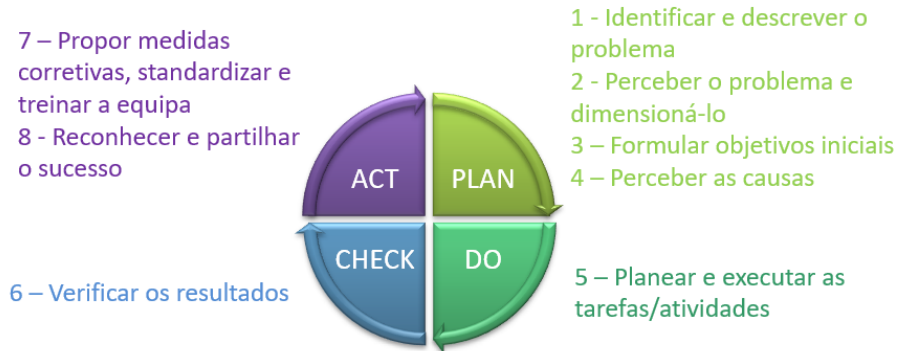 7 – Propor medidas
corretivas, standardizar e
treinar a equipa
8 - Reconhecer e partilhar
o sucesso
1 - Identificar e descrever o
problema
2 - Perceber o problema e
dimensioná-lo
3 – Formular objetivos iniciais
4 – Perceber as causas
ACT
PLAN
CHECK
DO
6 – Verificar os resultados
5 – Planear e executar as
tarefas/atividades